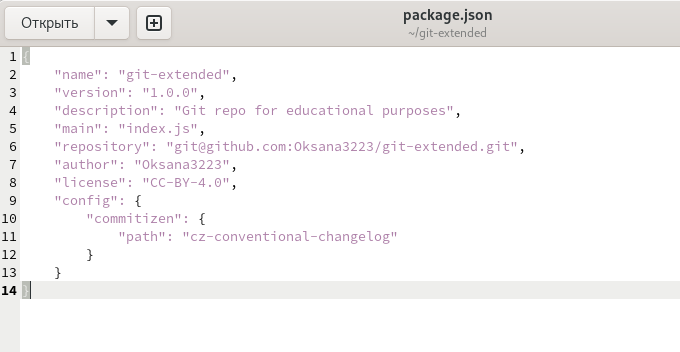 Открыть
package.json
~/git-extended
1 {
2 "name": "git-extended",
3 "version": "1.0.0",
4 "description": "Git repo for educational purposes",
5 "main": "index.js",
6 "repository": "git@github.com:Oksana3223/git-extended.git",
7 "author": "Oksana3223",
8 "license": "CC-BY-4.0",
9 "config": {
10 "commitizen": {
11 "path": "cz-conventional-changelog"
12 }
13 }
14 }